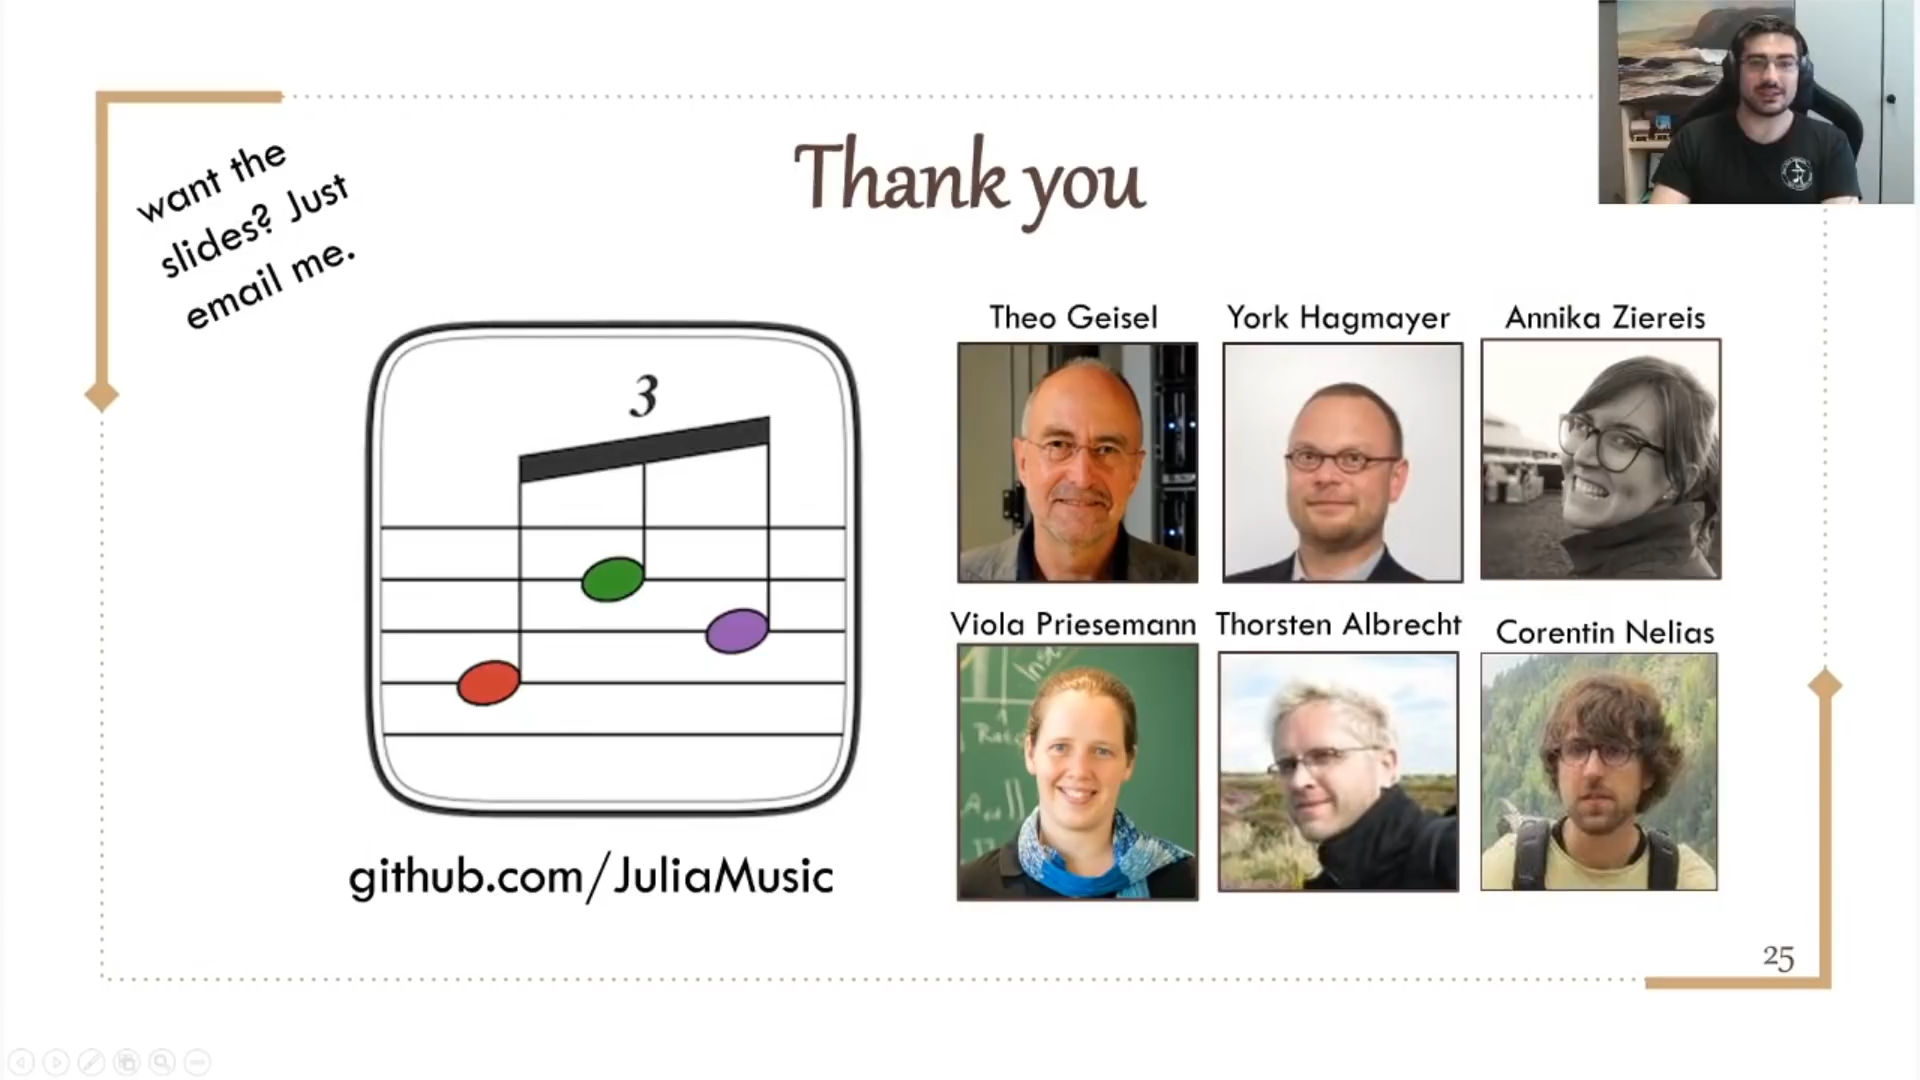 want the
slides? Just
email me.
Thank you
3
github.com/JuliaMusic
Theo Geisel
York Hagmayer
Annika Ziereis
Viola Priesemann
Thorsten Albrecht
Corentin Nelias
25